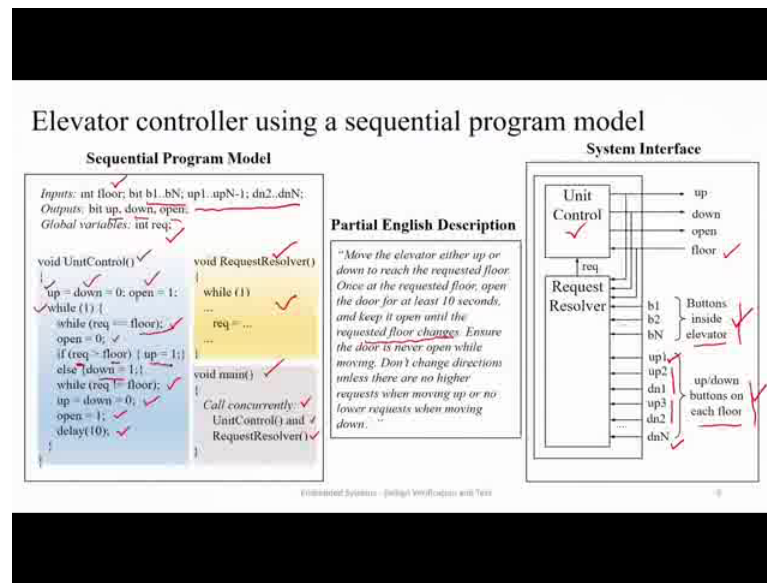 Elevator controller using a sequential program model
Sequential Program Model
Inputs: int floor; bit b1..bN; up1..upN-1; dn2..dnN;
Outputs: bit up, down, open;
Global variables: int req;
void UnitControl()
{
up = down = 0; open = 1;
while (1) {
while (req == floor);
open = 0;
if (req > floor) { up = 1;}
else {down = 1;}
while (req != floor);
up = down = 0;
open = 1;
delay(10);
}
}
void RequestResolver()
{
while (1)
...
req = ...
...
}
void main()
{
Call concurrently:
UnitControl() and
RequestResolver()
}
Partial English Description
“Move the elevator either up or
down to reach the requested floor.
Once at the requested floor, open
the door for at least 10 seconds,
and keep it open until the
requested floor changes. Ensure
the door is never open while
moving. Don't change directions
unless there are no higher
requests when moving up or no
lower requests when moving
down.”
System Interface
Unit
Control
up
down
open
floor
req
Request
Resolver
b1
b2
bN
Buttons
inside
elevator
...
up1
up2
dn1
up3
dn2
...
dnN
up/down
buttons on
each floor
Embedded Systems - Design Verification and Test